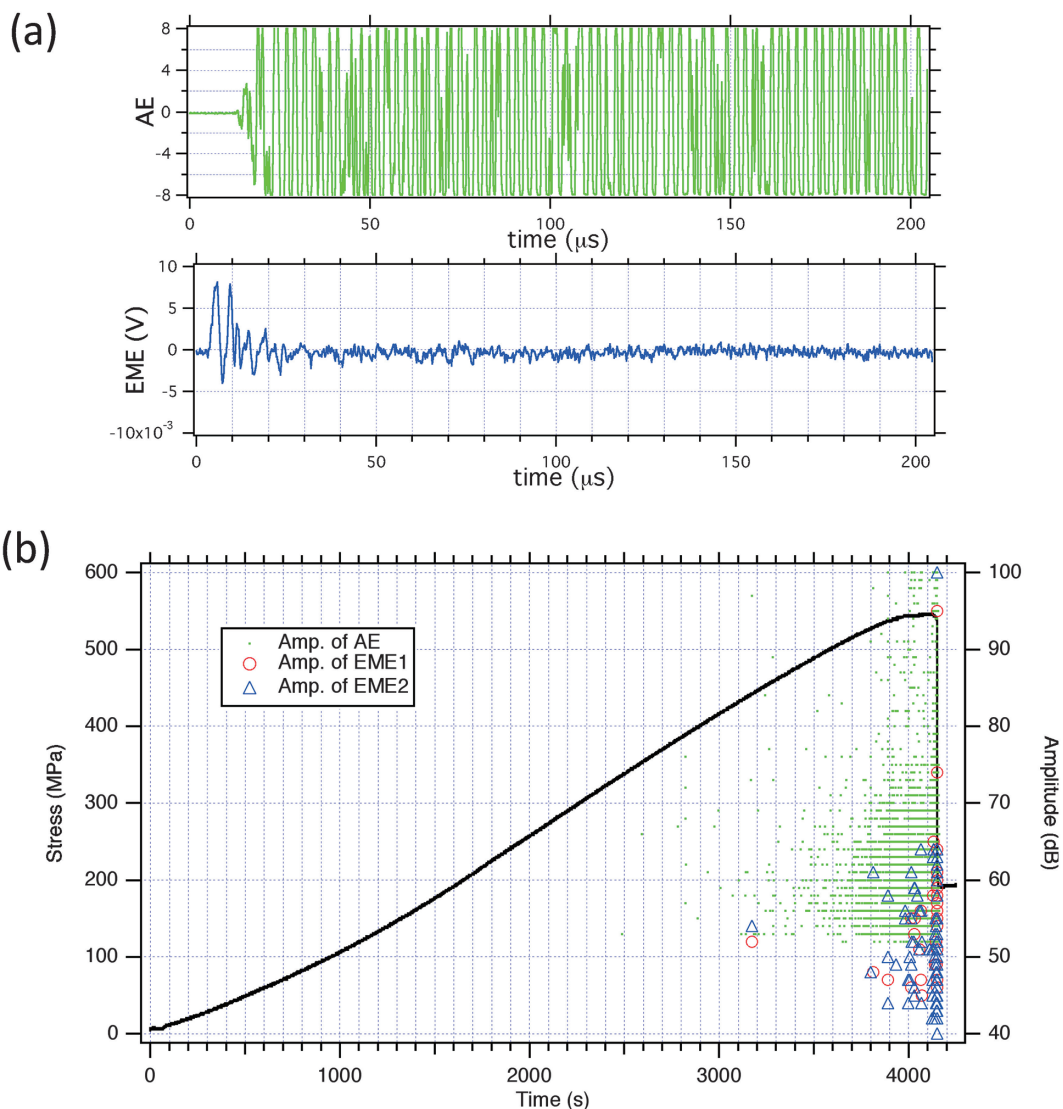 (a)
8
4
0
-4
-8
AE
0 50 100 150 200
time (μs)
10
5
0
-5
-10x10⁻³
EME (V)
0 50 100 150 200
time (μs)
(b)
600
500
400
300
200
100
0
Stress (MPa)
Amp. of AE
Amp. of EME1
Amp. of EME2
100
90
80
70
60
50
40
Amplitude (dB)
0 1000 2000 3000 4000
Time (s)